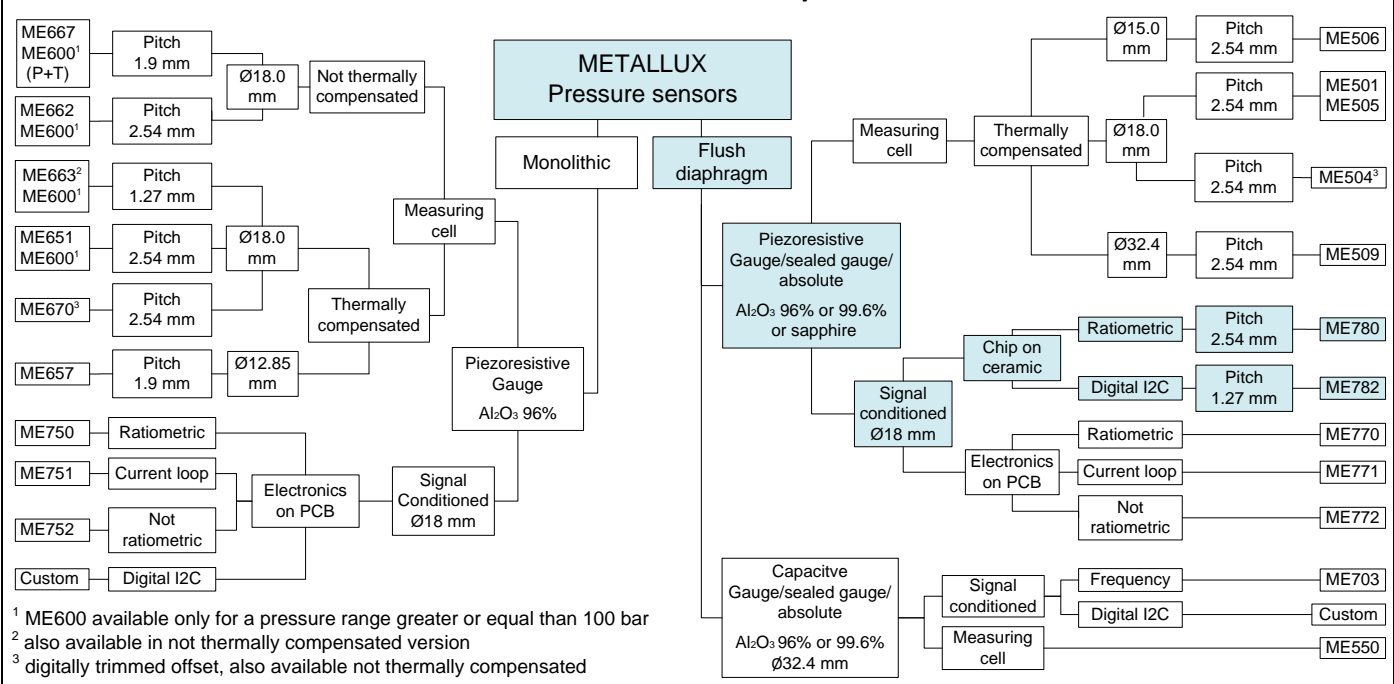 METALLUX
Pressure sensors
Monolithic
Flush
diaphragm
ME667
ME600¹
(P+T)
Pitch
1.9 mm
Ø18.0
mm
Not thermally
compensated
ME662
ME600¹
Pitch
2.54 mm
ME663²
ME600¹
Pitch
1.27 mm
ME651
ME600¹
Pitch
2.54 mm
Ø18.0
mm
ME670³
Pitch
2.54 mm
ME657
Pitch
1.9 mm
Ø12.85
mm
Thermally
compensated
Measuring
cell
Piezoresistive
Gauge
Al2O3 96%
ME750
Ratiometric
ME751
Current loop
ME752
Not
ratiometric
Custom
Digital I2C
Electronics
on PCB
Signal
Conditioned
Ø18 mm
Measuring
cell
Thermally
compensated
Ø15.0
mm
Pitch
2.54 mm
ME506
Ø18.0
mm
Pitch
2.54 mm
ME501
ME505
Pitch
2.54 mm
ME504³
Ø32.4
mm
Pitch
2.54 mm
ME509
Piezoresistive
Gauge/sealed gauge/
absolute
Al2O3 96% or 99.6%
or sapphire
Signal
conditioned
Ø18 mm
Chip on
ceramic
Ratiometric
Pitch
2.54 mm
ME780
Digital I2C
Pitch
1.27 mm
ME782
Electronics
on PCB
Ratiometric
ME770
Current loop
ME771
Not
ratiometric
ME772
Capacitve
Gauge/sealed gauge/
absolute
Al2O3 96% or 99.6%
Ø32.4 mm
Signal
conditioned
Frequency
ME703
Digital I2C
Custom
Measuring
cell
ME550
¹ ME600 available only for a pressure range greater or equal than 100 bar
² also available in not thermally compensated version
³ digitally trimmed offset, also available not thermally compensated